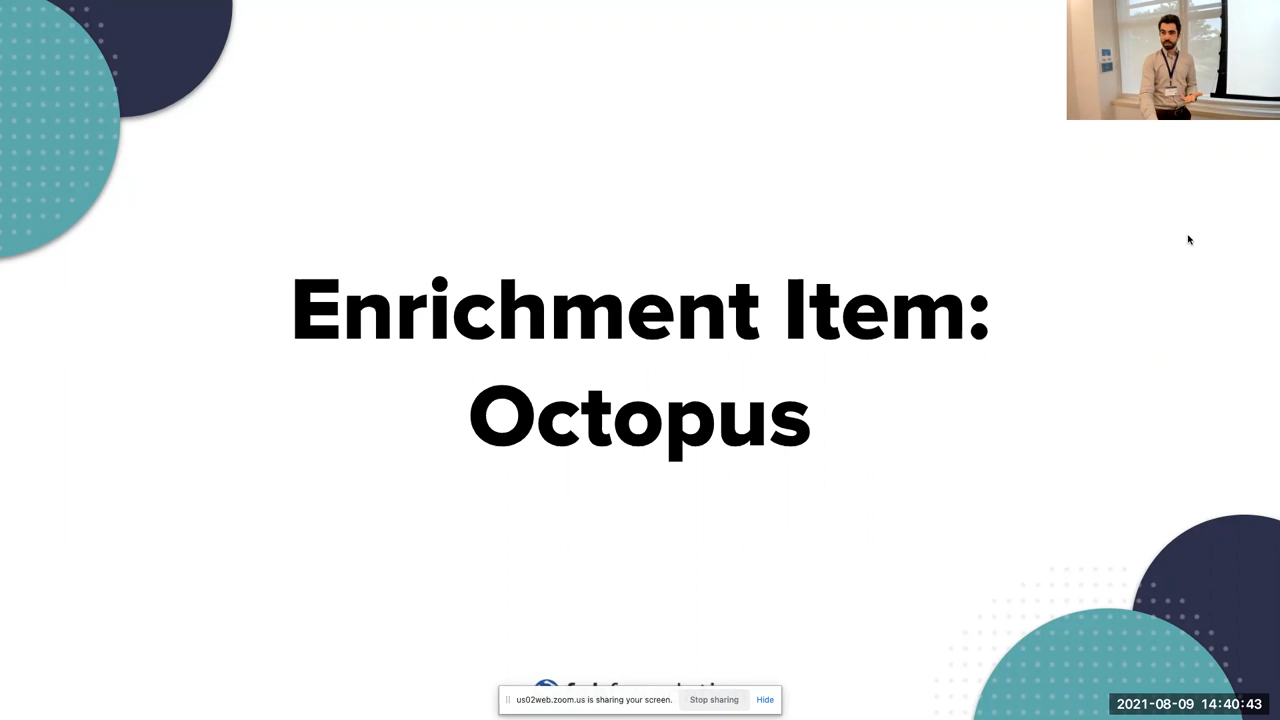 Enrichment Item:
Octopus
us02web.zoom.us is sharing your screen. Stop sharing Hide
2021-08-09 14:40:43